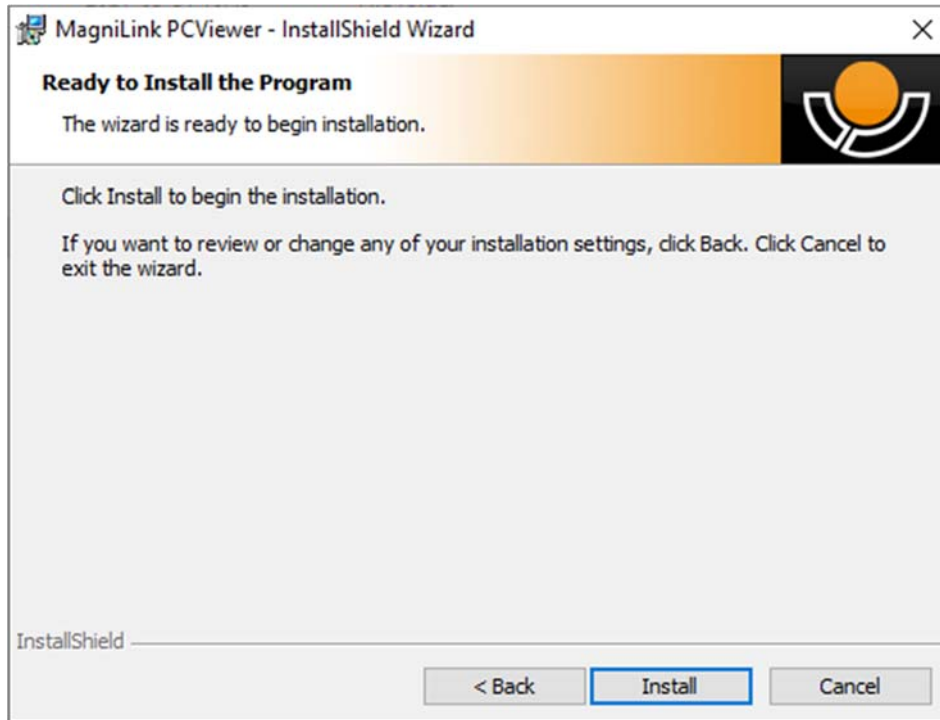 MagniLink PCViewer - InstallShield Wizard
Ready to Install the Program
The wizard is ready to begin installation.
Click Install to begin the installation.
If you want to review or change any of your installation settings, click Back. Click Cancel to
exit the wizard.
InstallShield
< Back
Install
Cancel